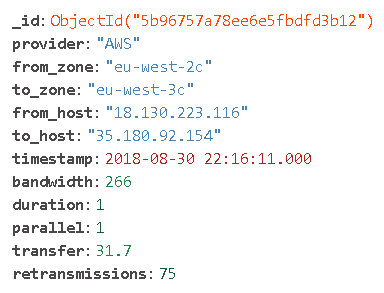 _id: ObjectId("5b96757a78ee6e5fbdfd3b12")
provider: "AWS"
from_zone: "eu-west-2c"
to_zone: "eu-west-3c"
from_host: "18.130.223.116"
to_host: "35.180.92.154"
timestamp: 2018-08-30 22:16:11.000
bandwidth: 266
duration: 1
parallel: 1
transfer: 31.7
retransmissions: 75